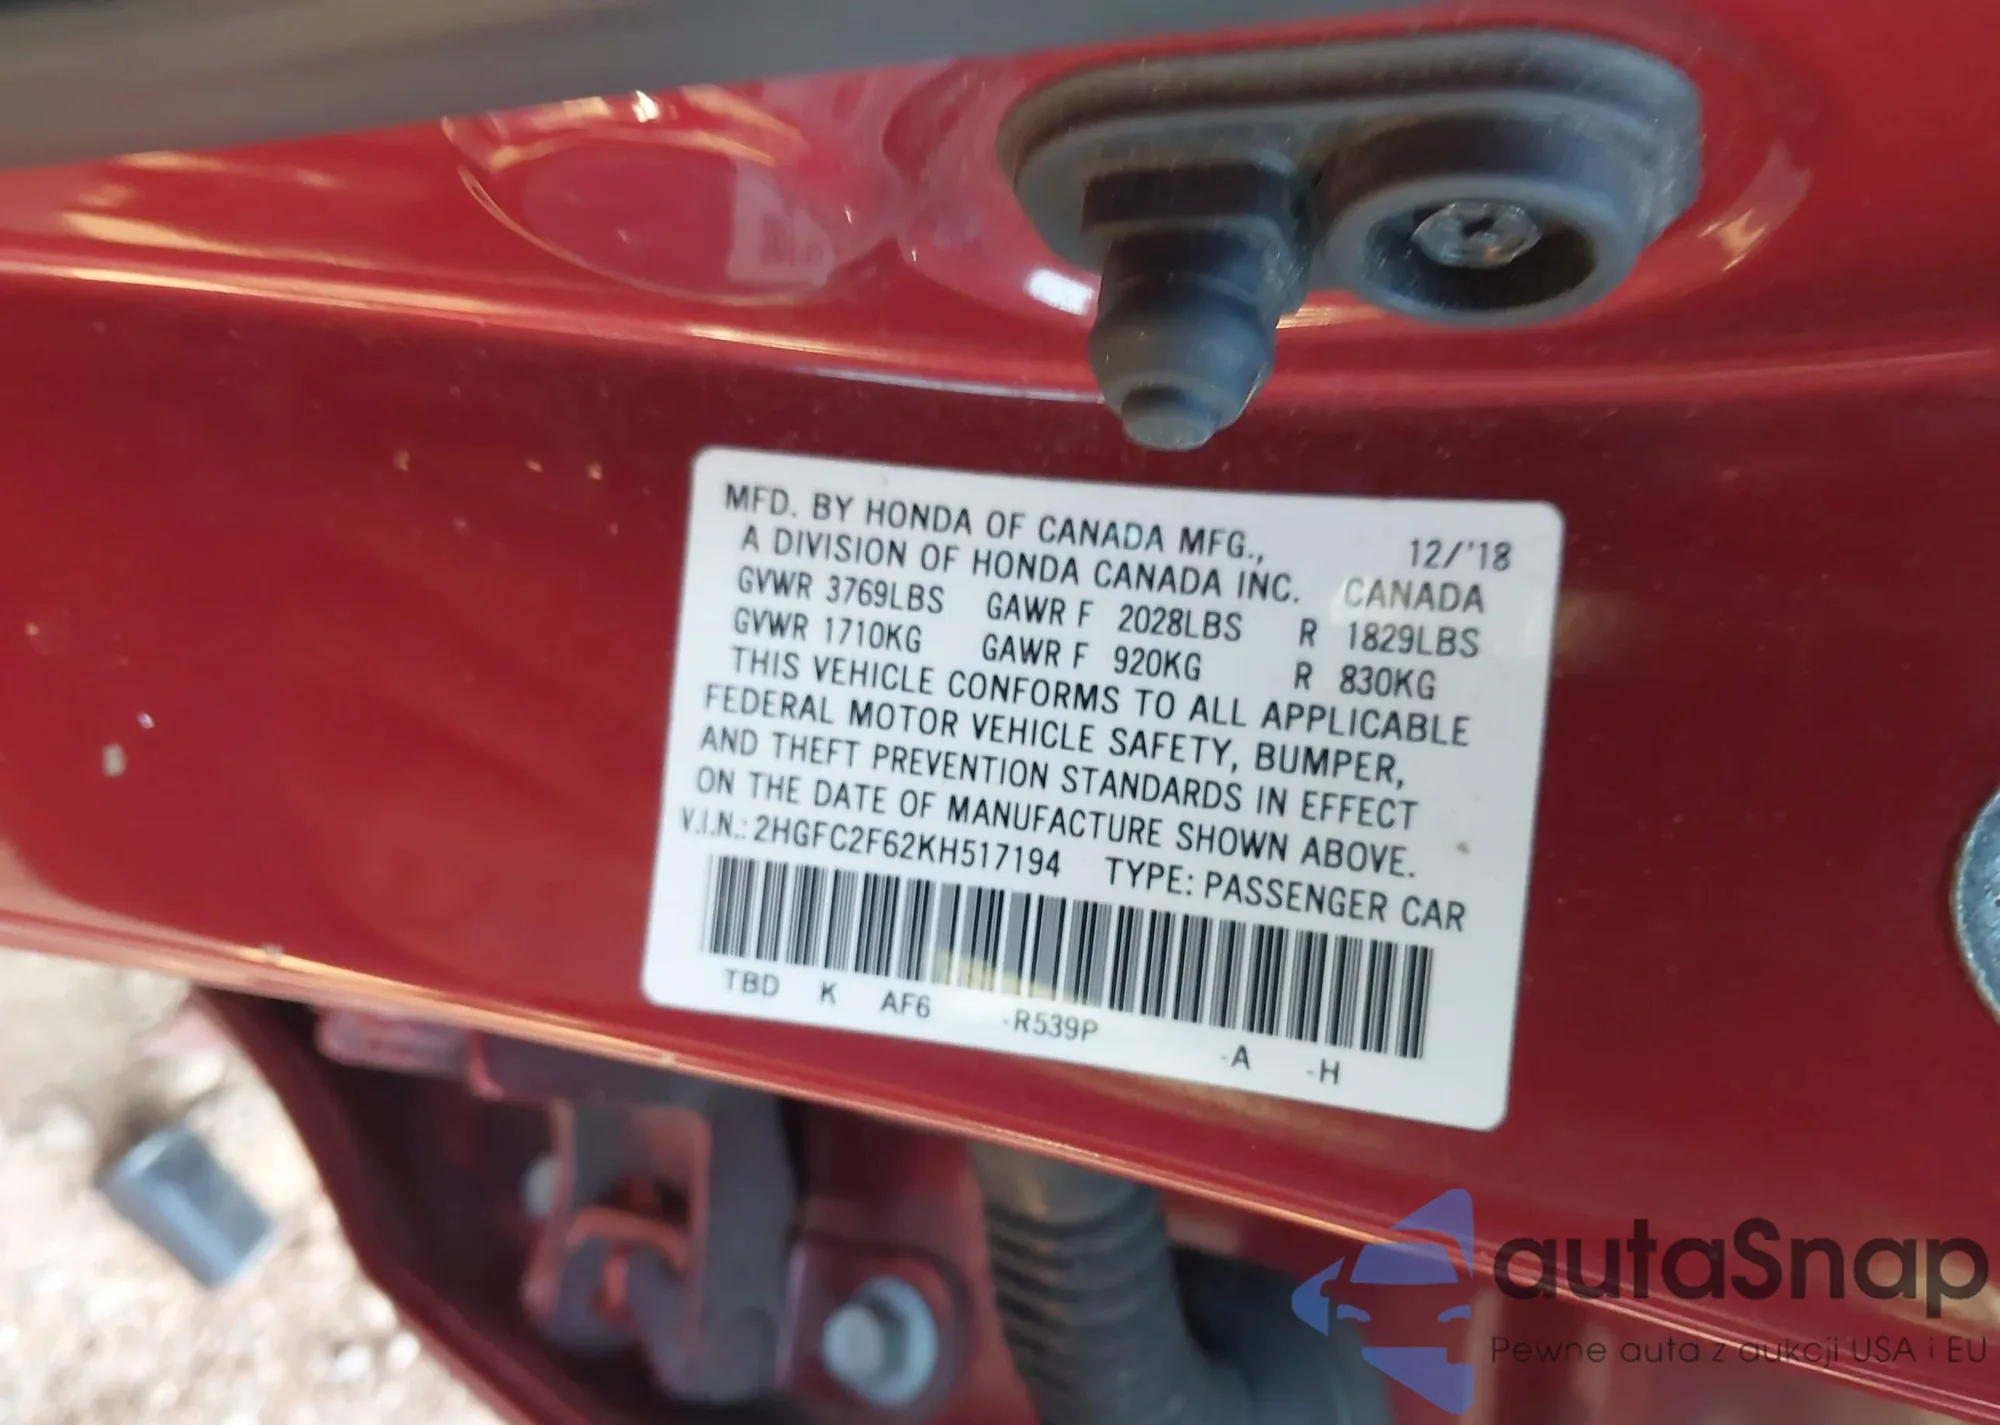 MFD. BY HONDA OF CANADA MFG., 12/'18
A DIVISION OF HONDA CANADA INC. CANADA
GVWR 3769LBS GAWR F 2028LBS R 1829LBS
GVWR 1710KG GAWR F 920KG R 830KG
THIS VEHICLE CONFORMS TO ALL APPLICABLE
FEDERAL MOTOR VEHICLE SAFETY, BUMPER,
AND THEFT PREVENTION STANDARDS IN EFFECT
ON THE DATE OF MANUFACTURE SHOWN ABOVE.
V.I.N.: 2HGFC2F62KH517194 TYPE: PASSENGER CAR
TBD K AF6 -R539P -A -H
autaSnap
Pewne auta z aukcji USA i EU